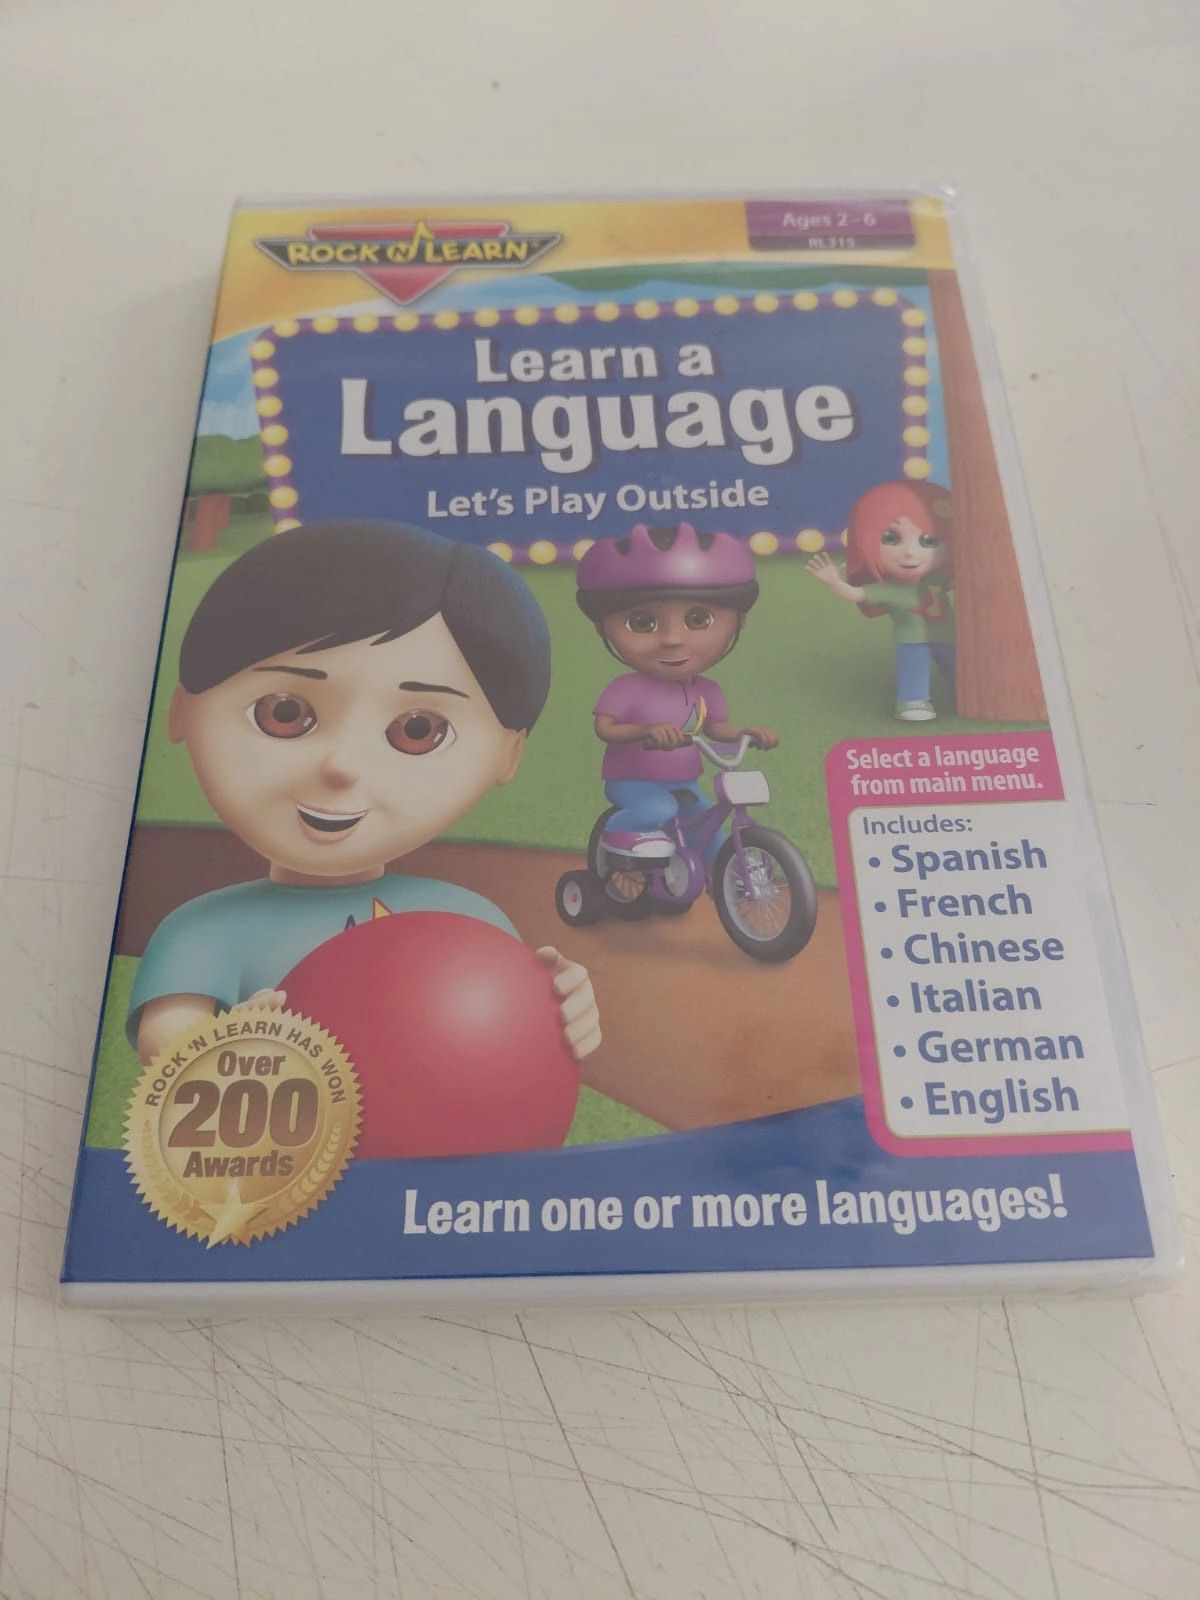 ROCK 'N LEARN®
Ages 2-6
RL315
Learn a
Language
Let's Play Outside
Select a language
from main menu.
Includes:
• Spanish
• French
• Chinese
• Italian
• German
• English
ROCK 'N LEARN HAS WON
Over
200
Awards
Learn one or more languages!